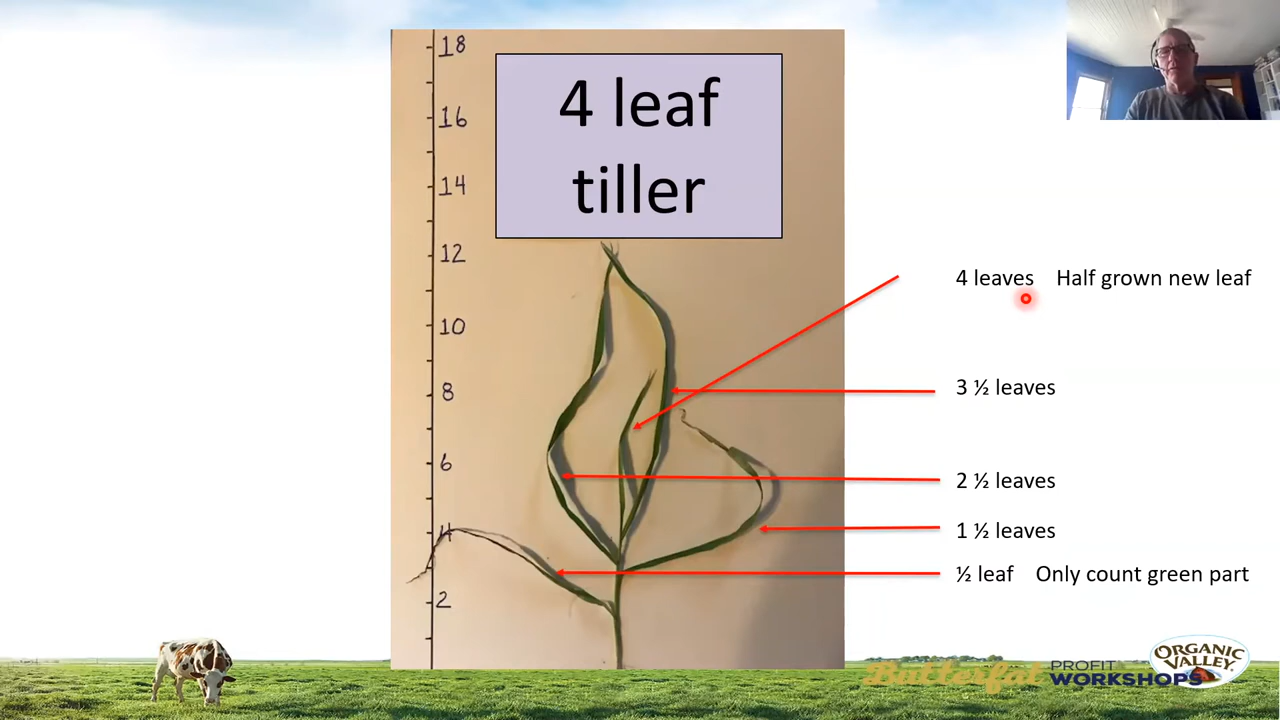 4 leaf
tiller
18
16
14
12
10
8
6
4
2
4 leaves Half grown new leaf
3 ½ leaves
2 ½ leaves
1 ½ leaves
½ leaf Only count green part
Butterfat PROFIT
WORKSHOPS
ORGANIC
VALLEY